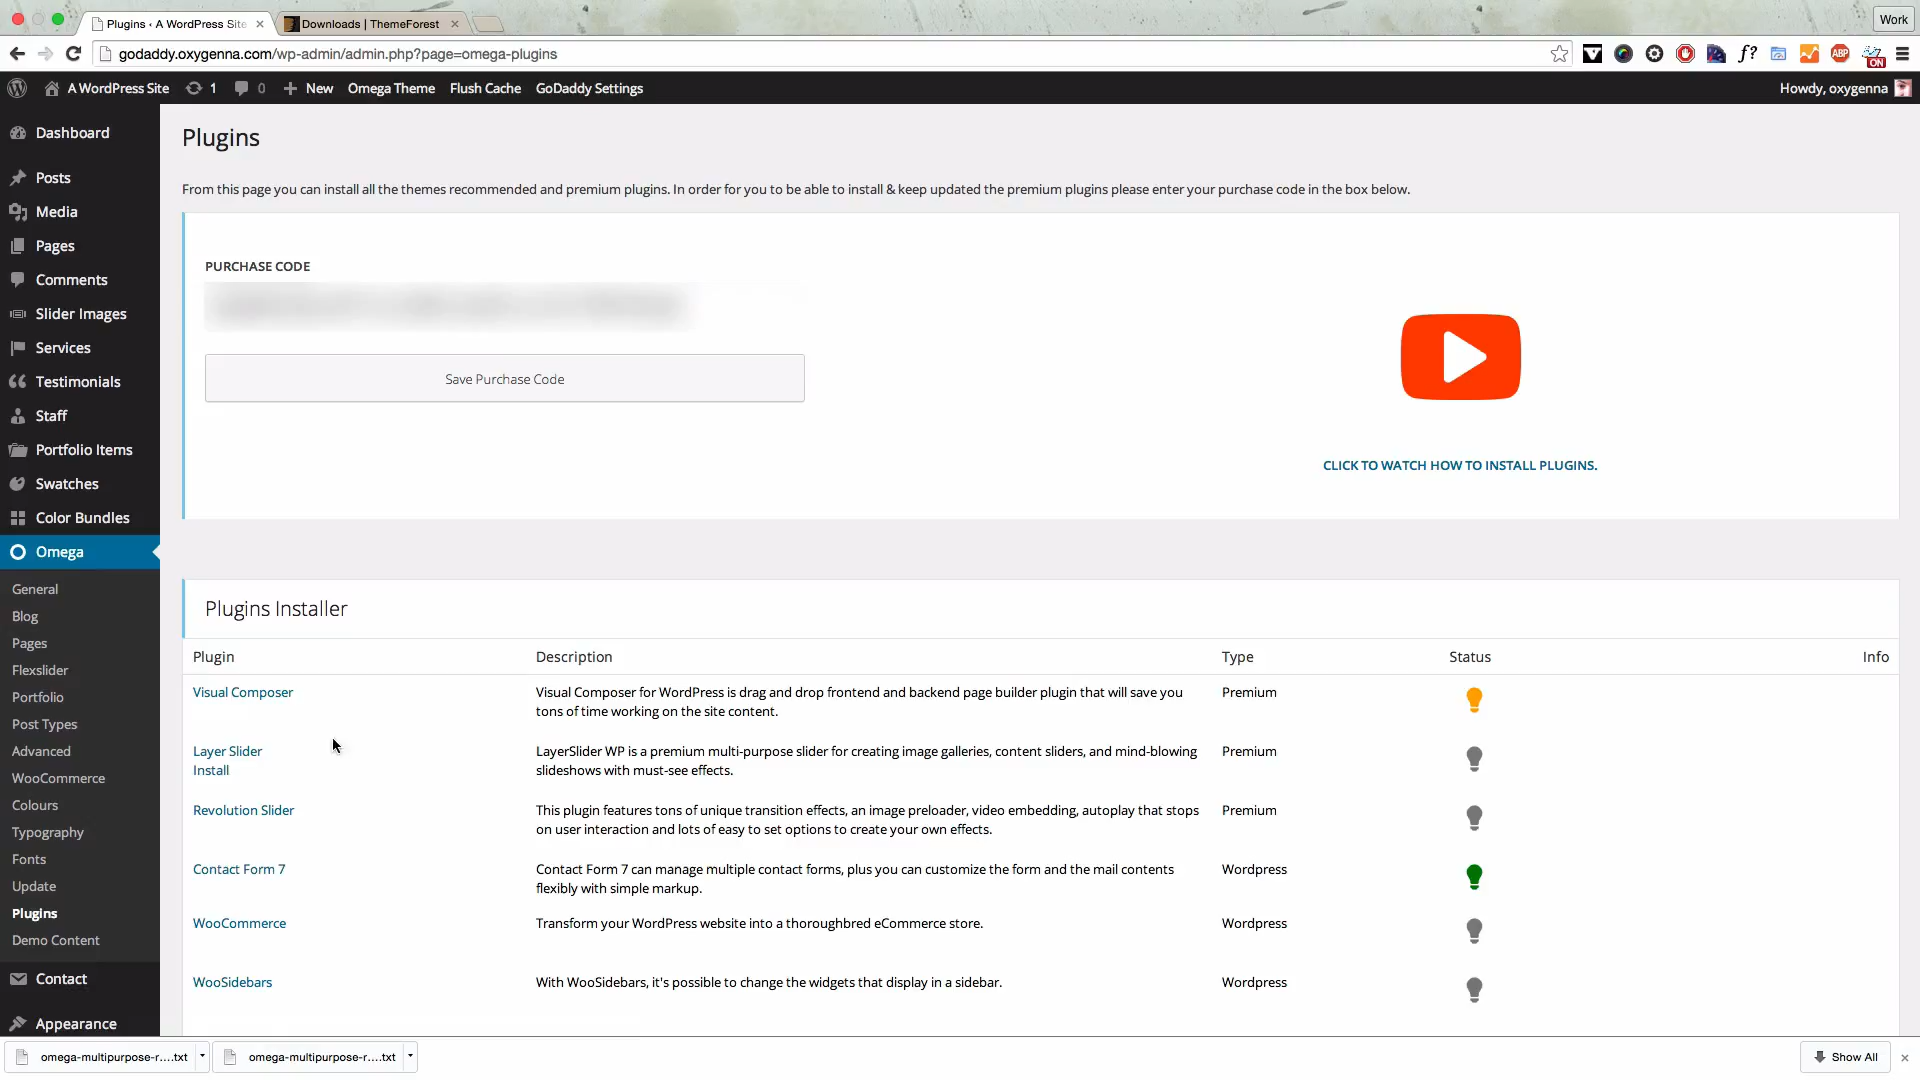 Plugins ‹ A WordPress Site
Downloads | ThemeForest
Work
godaddy.oxygenna.com/wp-admin/admin.php?page=omega-plugins
f?
ABP
ON
A WordPress Site
1
0
New
Omega Theme
Flush Cache
GoDaddy Settings
Howdy, oxygenna
Dashboard
Posts
Media
Pages
Comments
Slider Images
Services
Testimonials
Staff
Portfolio Items
Swatches
Color Bundles
Omega
General
Blog
Pages
Flexslider
Portfolio
Post Types
Advanced
WooCommerce
Colours
Typography
Fonts
Update
Plugins
Demo Content
Contact
Appearance
Plugins
From this page you can install all the themes recommended and premium plugins. In order for you to be able to install & keep updated the premium plugins please enter your purchase code in the box below.
PURCHASE CODE
Save Purchase Code
CLICK TO WATCH HOW TO INSTALL PLUGINS.
Plugins Installer
Plugin Description Type Status Info
Visual Composer
Visual Composer for WordPress is drag and drop frontend and backend page builder plugin that will save you
tons of time working on the site content.
Premium
Layer Slider
Install
LayerSlider WP is a premium multi-purpose slider for creating image galleries, content sliders, and mind-blowing
slideshows with must-see effects.
Premium
Revolution Slider
This plugin features tons of unique transition effects, an image preloader, video embedding, autoplay that stops
on user interaction and lots of easy to set options to create your own effects.
Premium
Contact Form 7
Contact Form 7 can manage multiple contact forms, plus you can customize the form and the mail contents
flexibly with simple markup.
Wordpress
WooCommerce
Transform your WordPress website into a thoroughbred eCommerce store.
Wordpress
WooSidebars
With WooSidebars, it's possible to change the widgets that display in a sidebar.
Wordpress
omega-multipurpose-r....txt
omega-multipurpose-r....txt
Show All